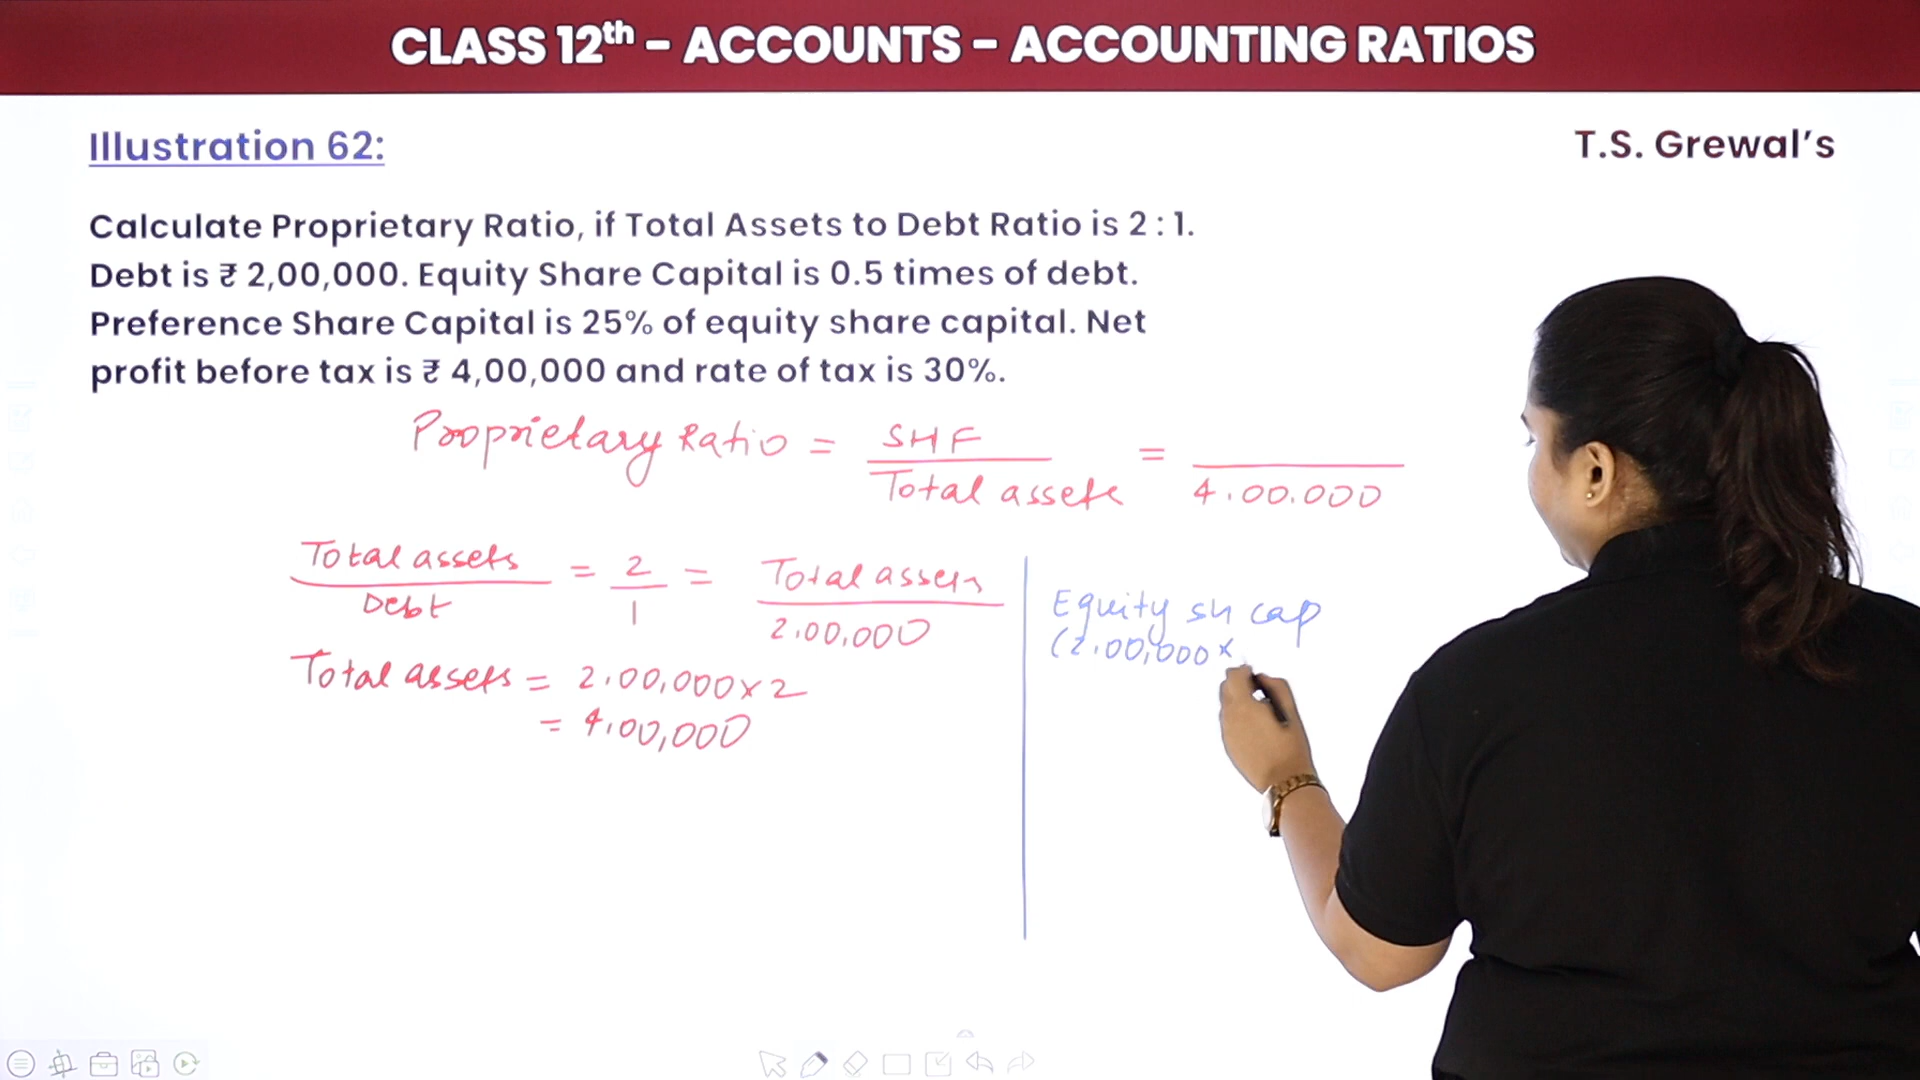 CLASS 12th – ACCOUNTS – ACCOUNTING RATIOS
Illustration 62:
T.S. Grewal's
Calculate Proprietary Ratio, if Total Assets to Debt Ratio is 2 : 1.
Debt is ₹ 2,00,000. Equity Share Capital is 0.5 times of debt.
Preference Share Capital is 25% of equity share capital. Net
profit before tax is ₹ 4,00,000 and rate of tax is 30%.
Proprietary Ratio = SHF / Total assets = / 4,00,000
Total assets / Debt = 2 / 1 = Total assets / 2,00,000
Total assets = 2,00,000 x 2
= 4,00,000
Equity sh cap
(2,00,000 x